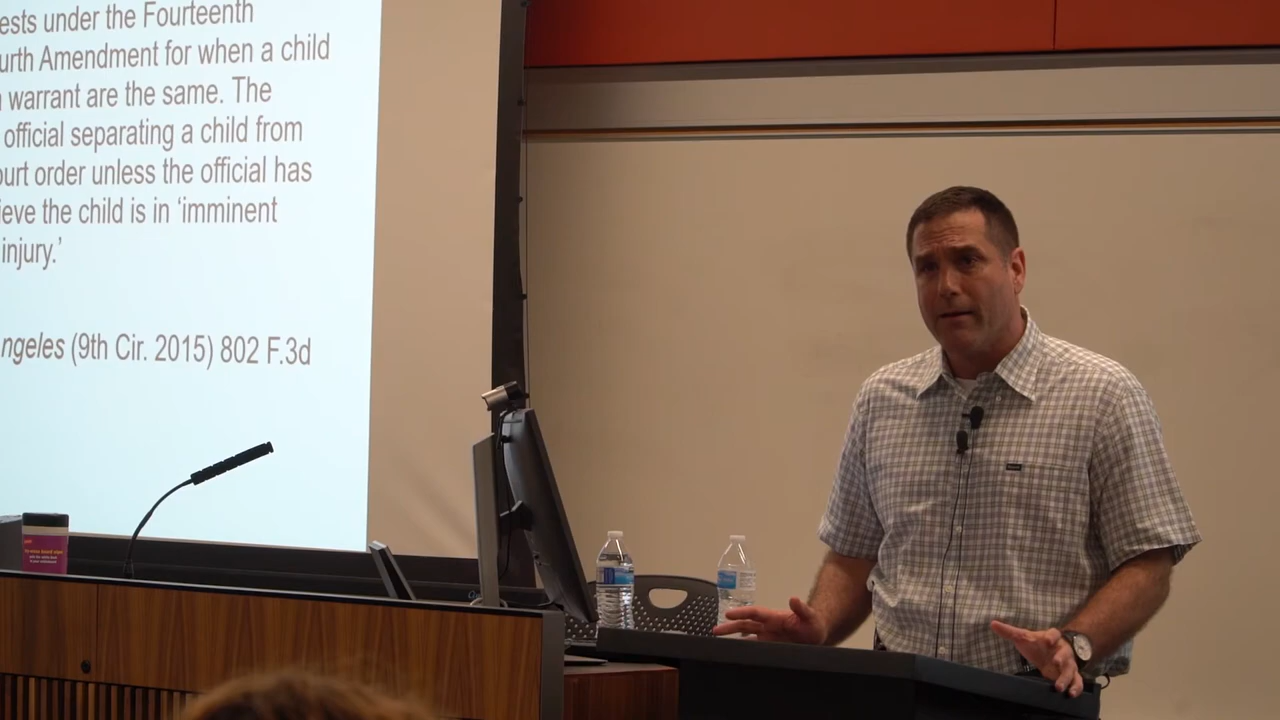 ests under the Fourteenth
urth Amendment for when a child
warrant are the same. The
official separating a child from
ourt order unless the official has
ieve the child is in ‘imminent
injury.’
ngeles (9th Cir. 2015) 802 F.3d